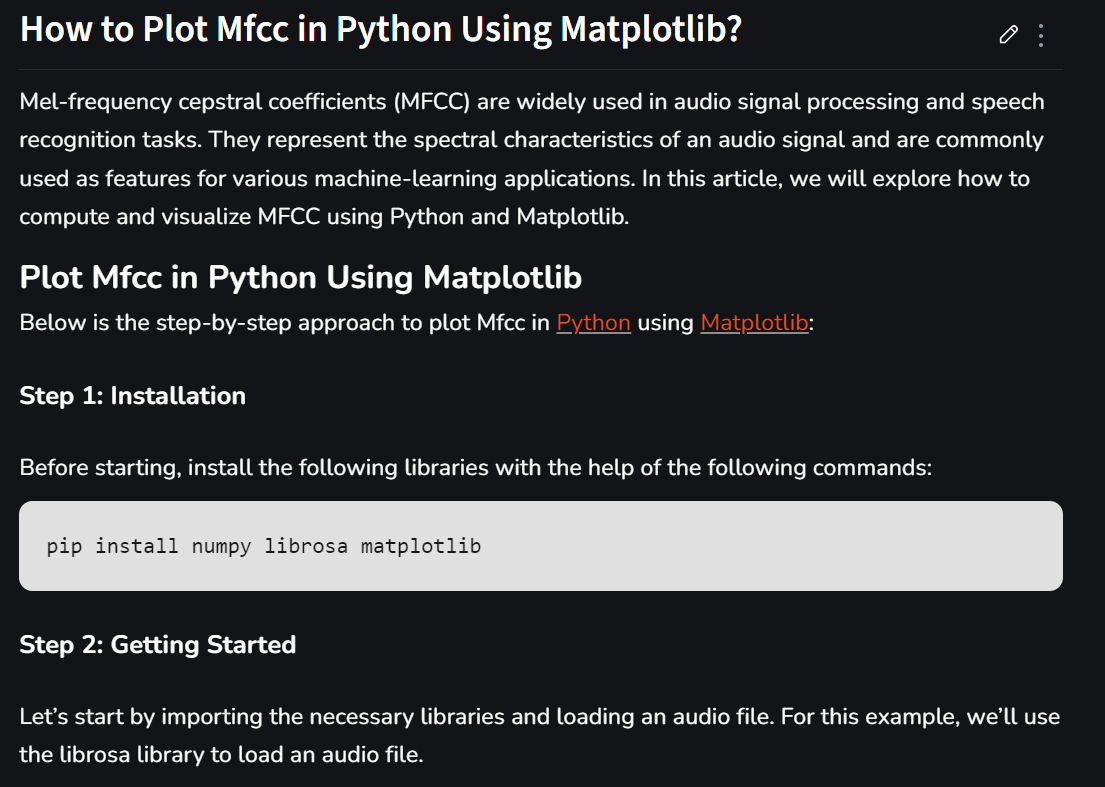 How to Plot Mfcc in Python Using Matplotlib?
Mel-frequency cepstral coefficients (MFCC) are widely used in audio signal processing and speech
recognition tasks. They represent the spectral characteristics of an audio signal and are commonly
used as features for various machine-learning applications. In this article, we will explore how to
compute and visualize MFCC using Python and Matplotlib.
Plot Mfcc in Python Using Matplotlib
Below is the step-by-step approach to plot Mfcc in Python using Matplotlib:
Step 1: Installation
Before starting, install the following libraries with the help of the following commands:
pip install numpy librosa matplotlib
Step 2: Getting Started
Let’s start by importing the necessary libraries and loading an audio file. For this example, we’ll use
the librosa library to load an audio file.